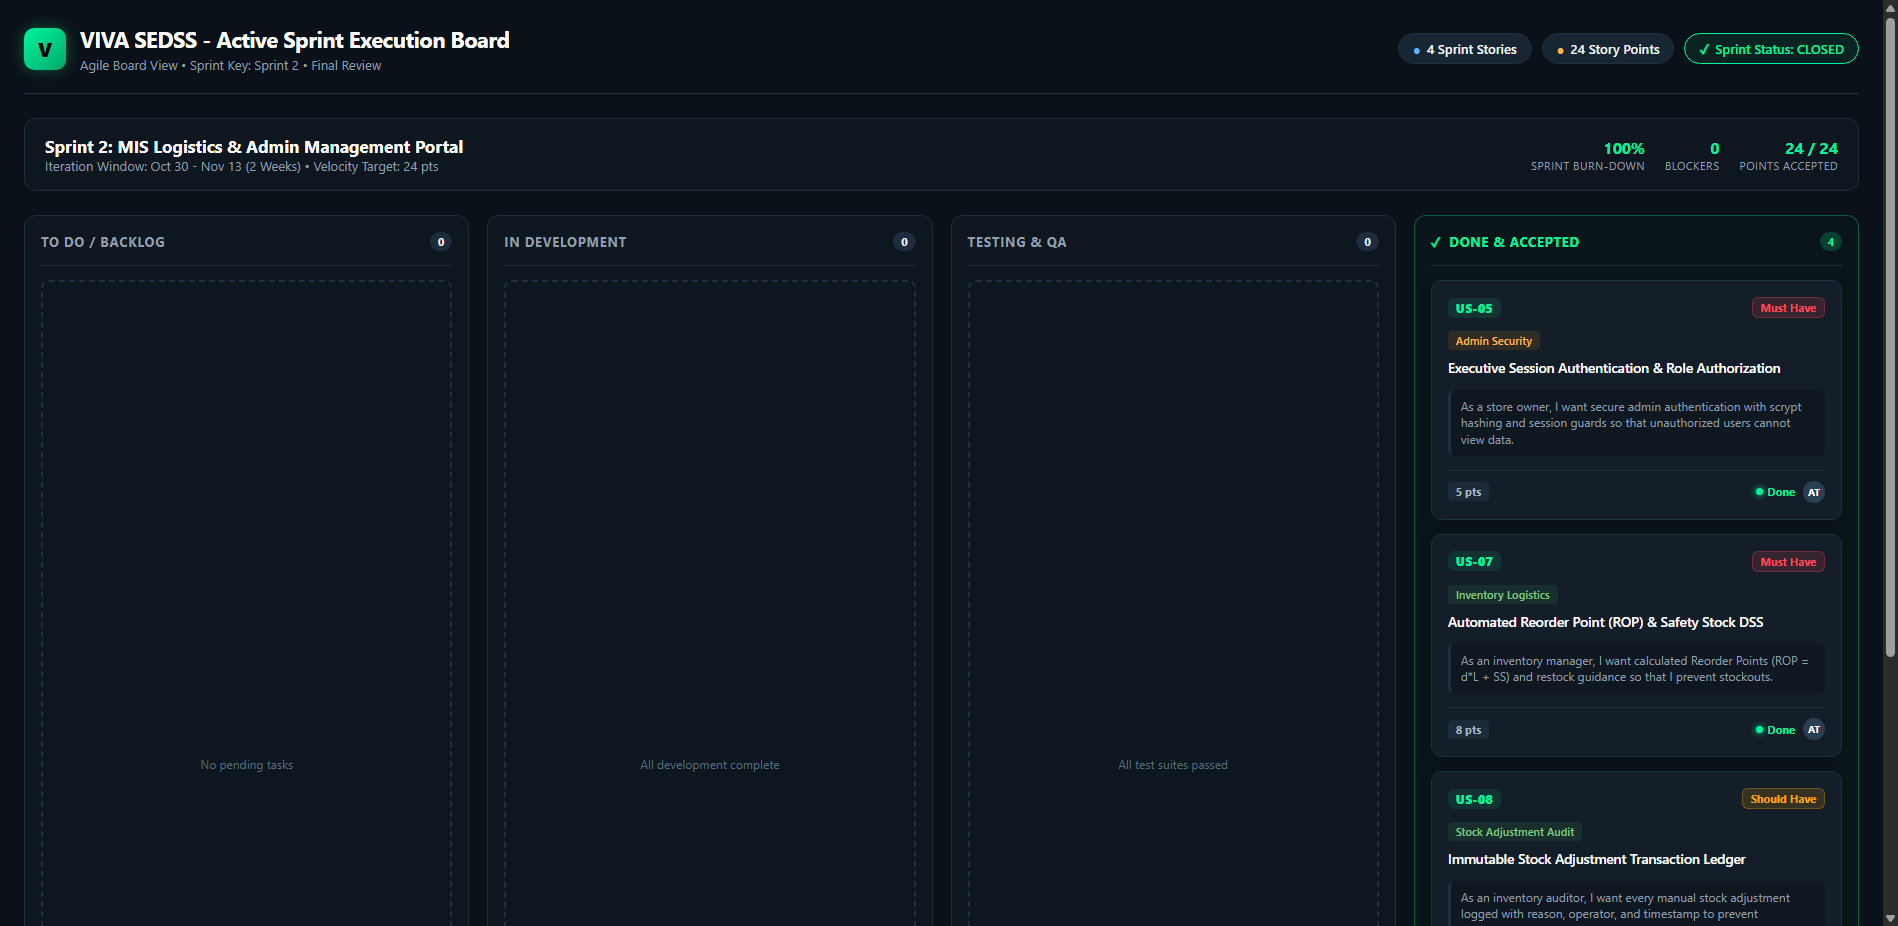 V
VIVA SEDSS - Active Sprint Execution Board
Agile Board View • Sprint Key: Sprint 2 • Final Review
4 Sprint Stories
24 Story Points
✓ Sprint Status: CLOSED
Sprint 2: MIS Logistics & Admin Management Portal
Iteration Window: Oct 30 - Nov 13 (2 Weeks) • Velocity Target: 24 pts
100%
SPRINT BURN-DOWN
0
BLOCKERS
24 / 24
POINTS ACCEPTED
TO DO / BACKLOG
0
No pending tasks
IN DEVELOPMENT
0
All development complete
TESTING & QA
0
All test suites passed
✓ DONE & ACCEPTED
4
US-05
Must Have
Admin Security
Executive Session Authentication & Role Authorization
As a store owner, I want secure admin authentication with scrypt
hashing and session guards so that unauthorized users cannot
view data.
5 pts
Done
AT
US-07
Must Have
Inventory Logistics
Automated Reorder Point (ROP) & Safety Stock DSS
As an inventory manager, I want calculated Reorder Points (ROP =
d*L + SS) and restock guidance so that I prevent stockouts.
8 pts
Done
AT
US-08
Should Have
Stock Adjustment Audit
Immutable Stock Adjustment Transaction Ledger
As an inventory auditor, I want every manual stock adjustment
logged with reason, operator, and timestamp to prevent